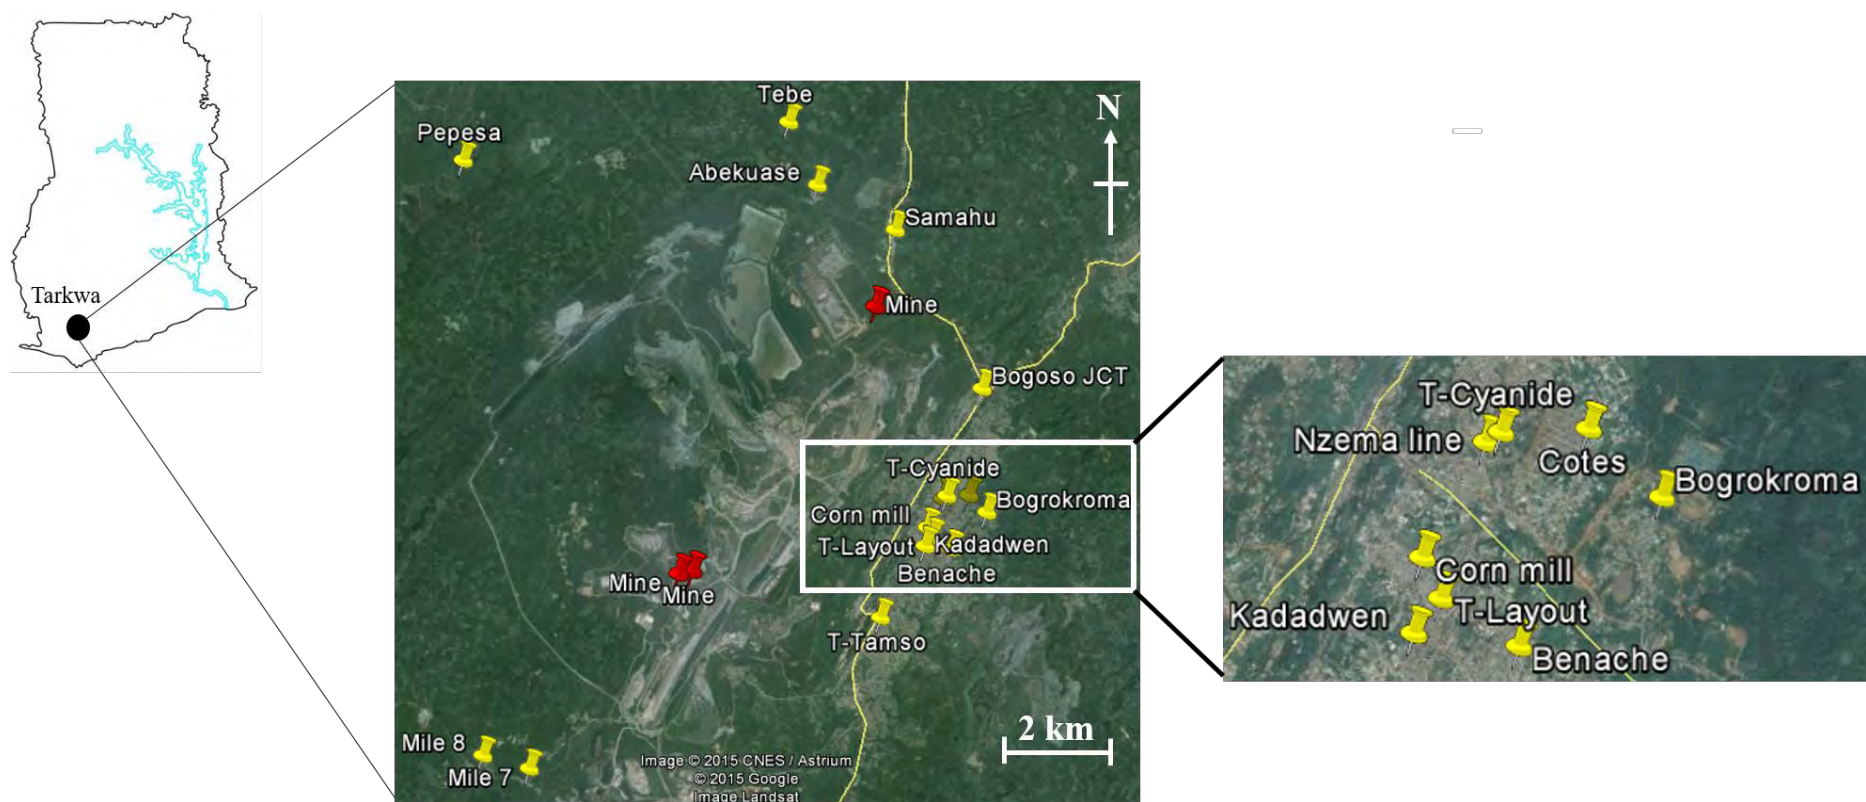 Tarkwa
Tebe
Pepesa
N
Abekuase
Samahu
Mine
Bogoso JCT
T-Cyanide
Bogrokroma
Corn mill
T-Layout
Kadadwen
Benache
Mine
Mine
T-Tamso
Mile 8
Mile 7
2 km
Image © 2015 CNES / Astrium
© 2015 Google
Image Landsat
T-Cyanide
Nzema line
Cotes
Bogrokroma
Corn mill
Kadadwen
T-Layout
Benache